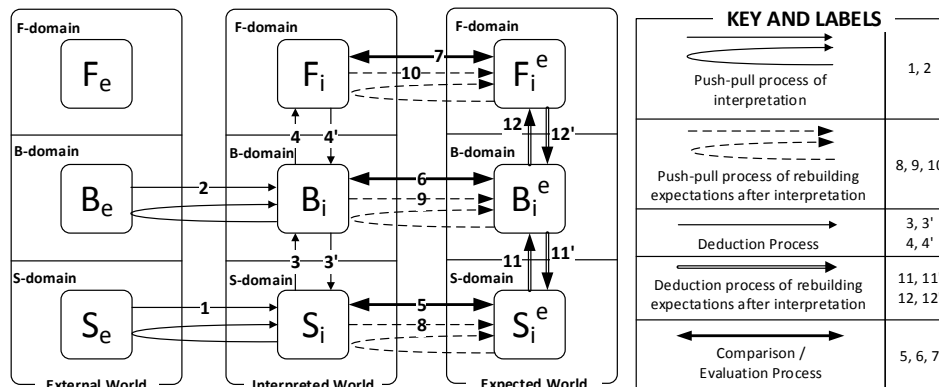 F-domain
F-domain
F-domain
KEY AND LABELS
Fe
Fi
7
10
Fie
Push-pull process of
interpretation
1, 2
4
4'
12
12'
B-domain
B-domain
B-domain
Be
2
Bi
6
9
Bie
Push-pull process of rebuilding
expectations after interpretation
8, 9, 10
3
3'
11
11'
Deduction Process
3, 3'
4, 4'
S-domain
S-domain
S-domain
Se
1
Si
5
8
Sie
Deduction process of rebuilding
expectations after interpretation
11, 11'
12, 12'
Comparison /
Evaluation Process
5, 6, 7
External World
Interpreted World
Expected World